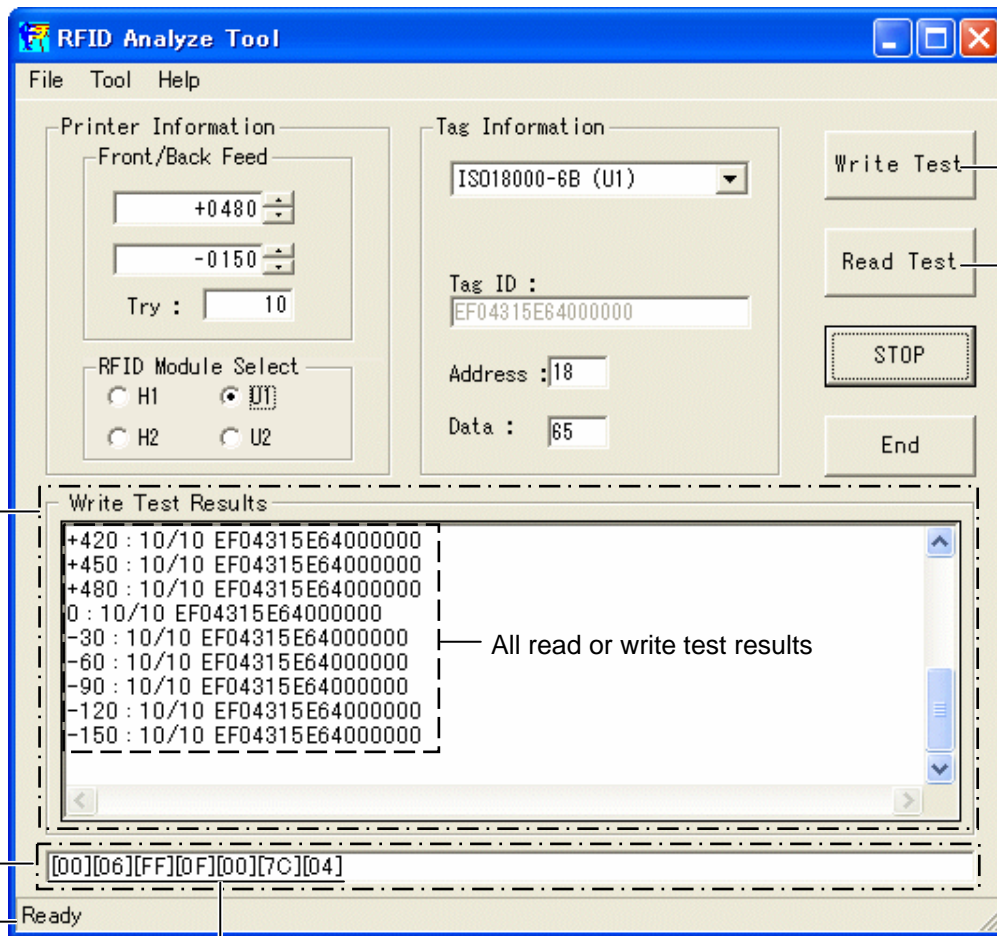 RFID Analyze Tool
File Tool Help
Printer Information
Front/Back Feed
+0480
-0150
Try : 10
RFID Module Select
H1 U1
H2 U2
Tag Information
ISO18000-6B (U1)
Tag ID :
EF04315E64000000
Address : 18
Data : 65
Write Test
Read Test
STOP
End
Write Test Results
+420 : 10/10 EF04315E64000000
+450 : 10/10 EF04315E64000000
+480 : 10/10 EF04315E64000000
0 : 10/10 EF04315E64000000
-30 : 10/10 EF04315E64000000
-60 : 10/10 EF04315E64000000
-90 : 10/10 EF04315E64000000
-120 : 10/10 EF04315E64000000
-150 : 10/10 EF04315E64000000
All read or write test results
[00][06][FF][0F][00][7C][04]
Ready